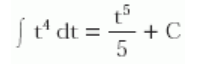 ∫ t⁴ dt = t⁵/5 + C